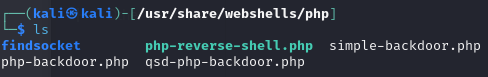 ┌──(kali㉿kali)-[/usr/share/webshells/php]
└─$ ls
findsocket php-reverse-shell.php simple-backdoor.php
php-backdoor.php qsd-php-backdoor.php